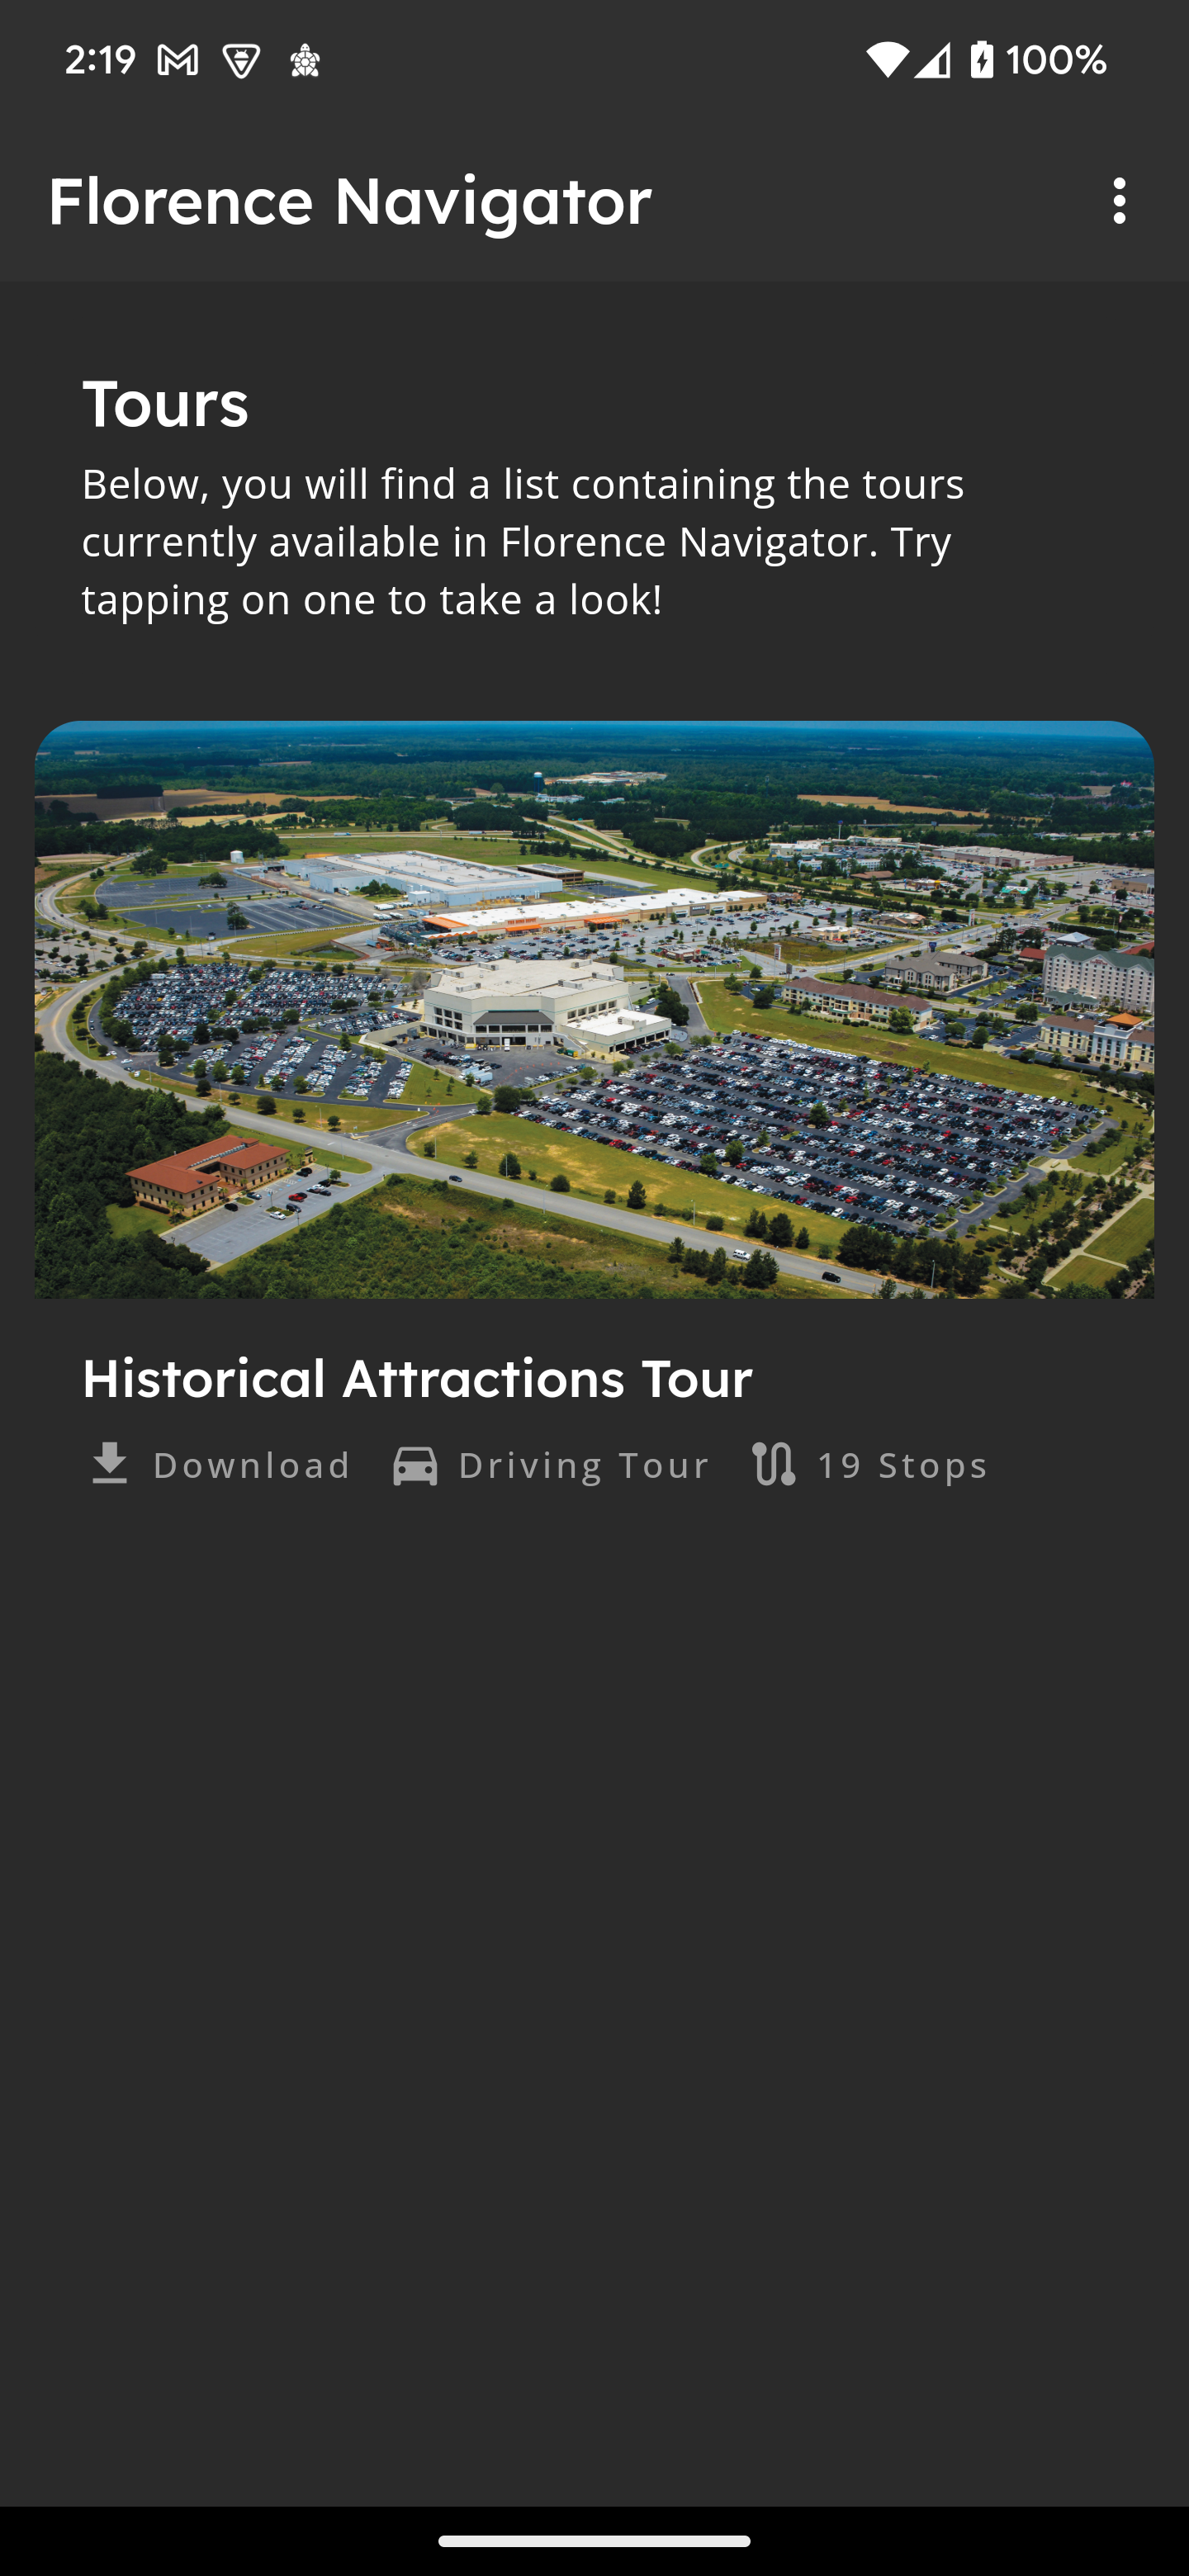 2:19 100%
Florence Navigator
Tours
Below, you will find a list containing the tours
currently available in Florence Navigator. Try
tapping on one to take a look!
Historical Attractions Tour
Download Driving Tour 19 Stops